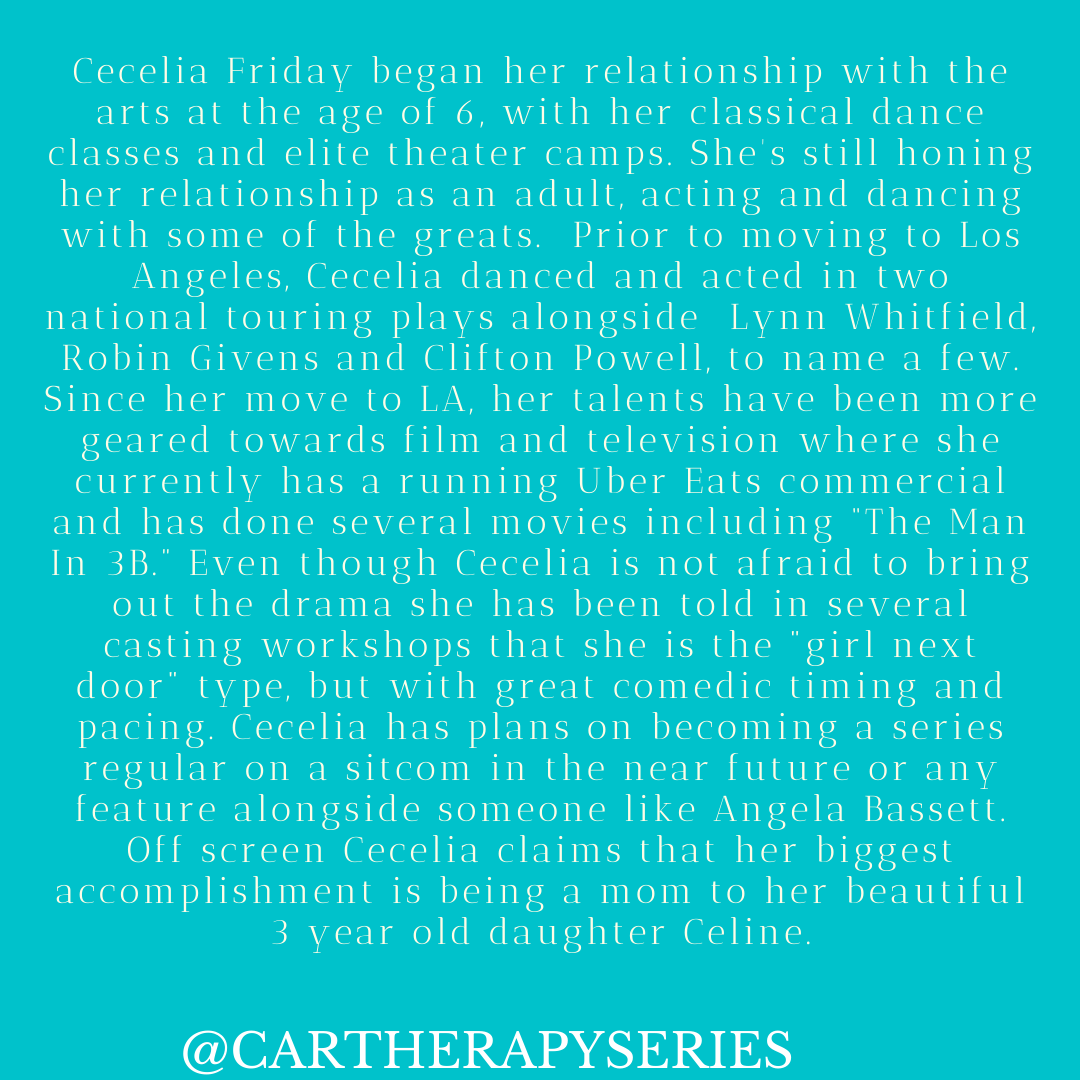 Cecelia Friday began her relationship with the
arts at the age of 6, with her classical dance
classes and elite theater camps. She's still honing
her relationship as an adult, acting and dancing
with some of the greats.  Prior to moving to Los
Angeles, Cecelia danced and acted in two
national touring plays alongside  Lynn Whitfield,
Robin Givens and Clifton Powell, to name a few.
Since her move to LA, her talents have been more
geared towards film and television where she
currently has a running Uber Eats commercial
and has done several movies including "The Man
In 3B." Even though Cecelia is not afraid to bring
out the drama she has been told in several
casting workshops that she is the "girl next
door" type, but with great comedic timing and
pacing. Cecelia has plans on becoming a series
regular on a sitcom in the near future or any
feature alongside someone like Angela Bassett.
Off screen Cecelia claims that her biggest
accomplishment is being a mom to her beautiful
3 year old daughter Celine.
@CARTHERAPYSERIES